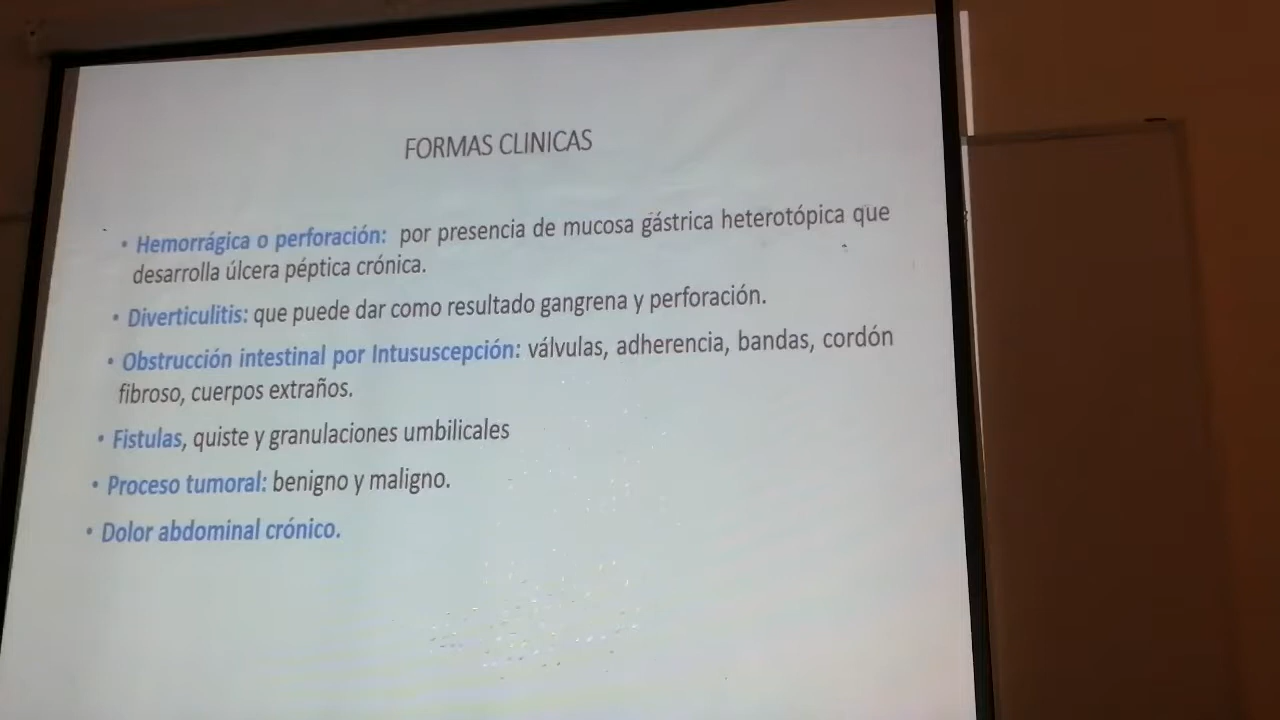 FORMAS CLINICAS
• Hemorrágica o perforación: por presencia de mucosa gástrica heterotópica que
desarrolla úlcera péptica crónica.
• Diverticulitis: que puede dar como resultado gangrena y perforación.
• Obstrucción intestinal por Intususcepción: válvulas, adherencia, bandas, cordón
fibroso, cuerpos extraños.
• Fistulas, quiste y granulaciones umbilicales
• Proceso tumoral: benigno y maligno.
• Dolor abdominal crónico.